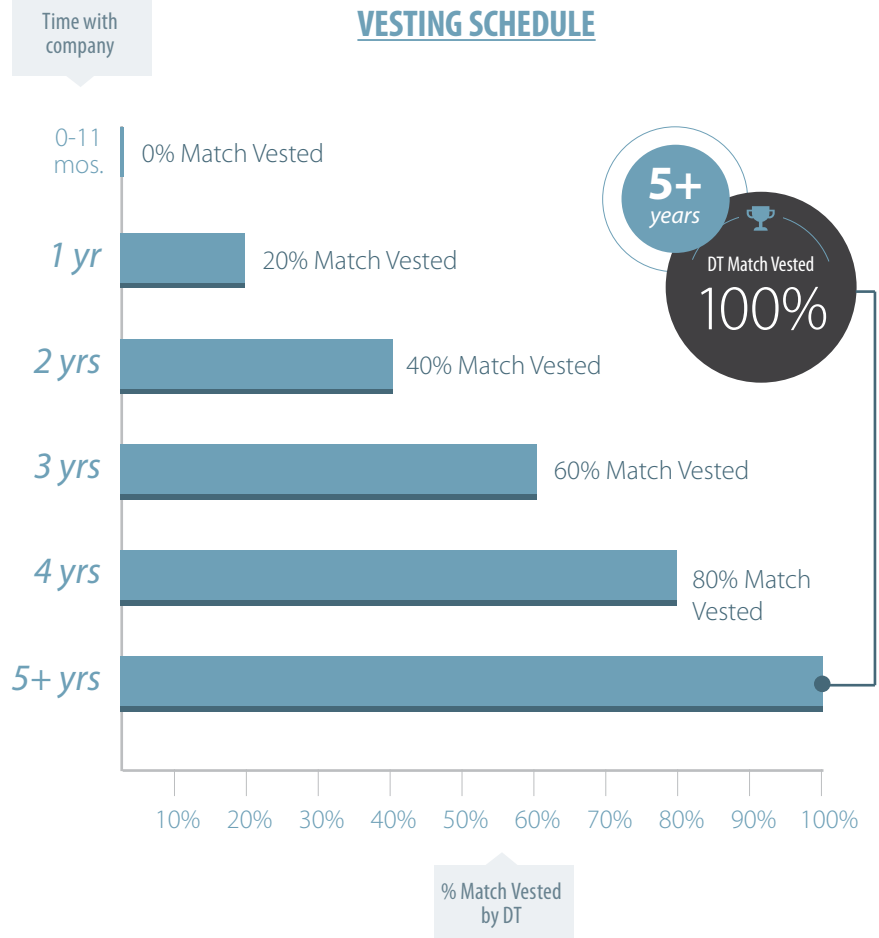 Time with
company
VESTING SCHEDULE
0-11
mos.
0% Match Vested
5+
years
DT Match Vested
100%
1 yr
20% Match Vested
2 yrs
40% Match Vested
3 yrs
60% Match Vested
4 yrs
80% Match
Vested
5+ yrs
10% 20% 30% 40% 50% 60% 70% 80% 90% 100%
% Match Vested
by DT